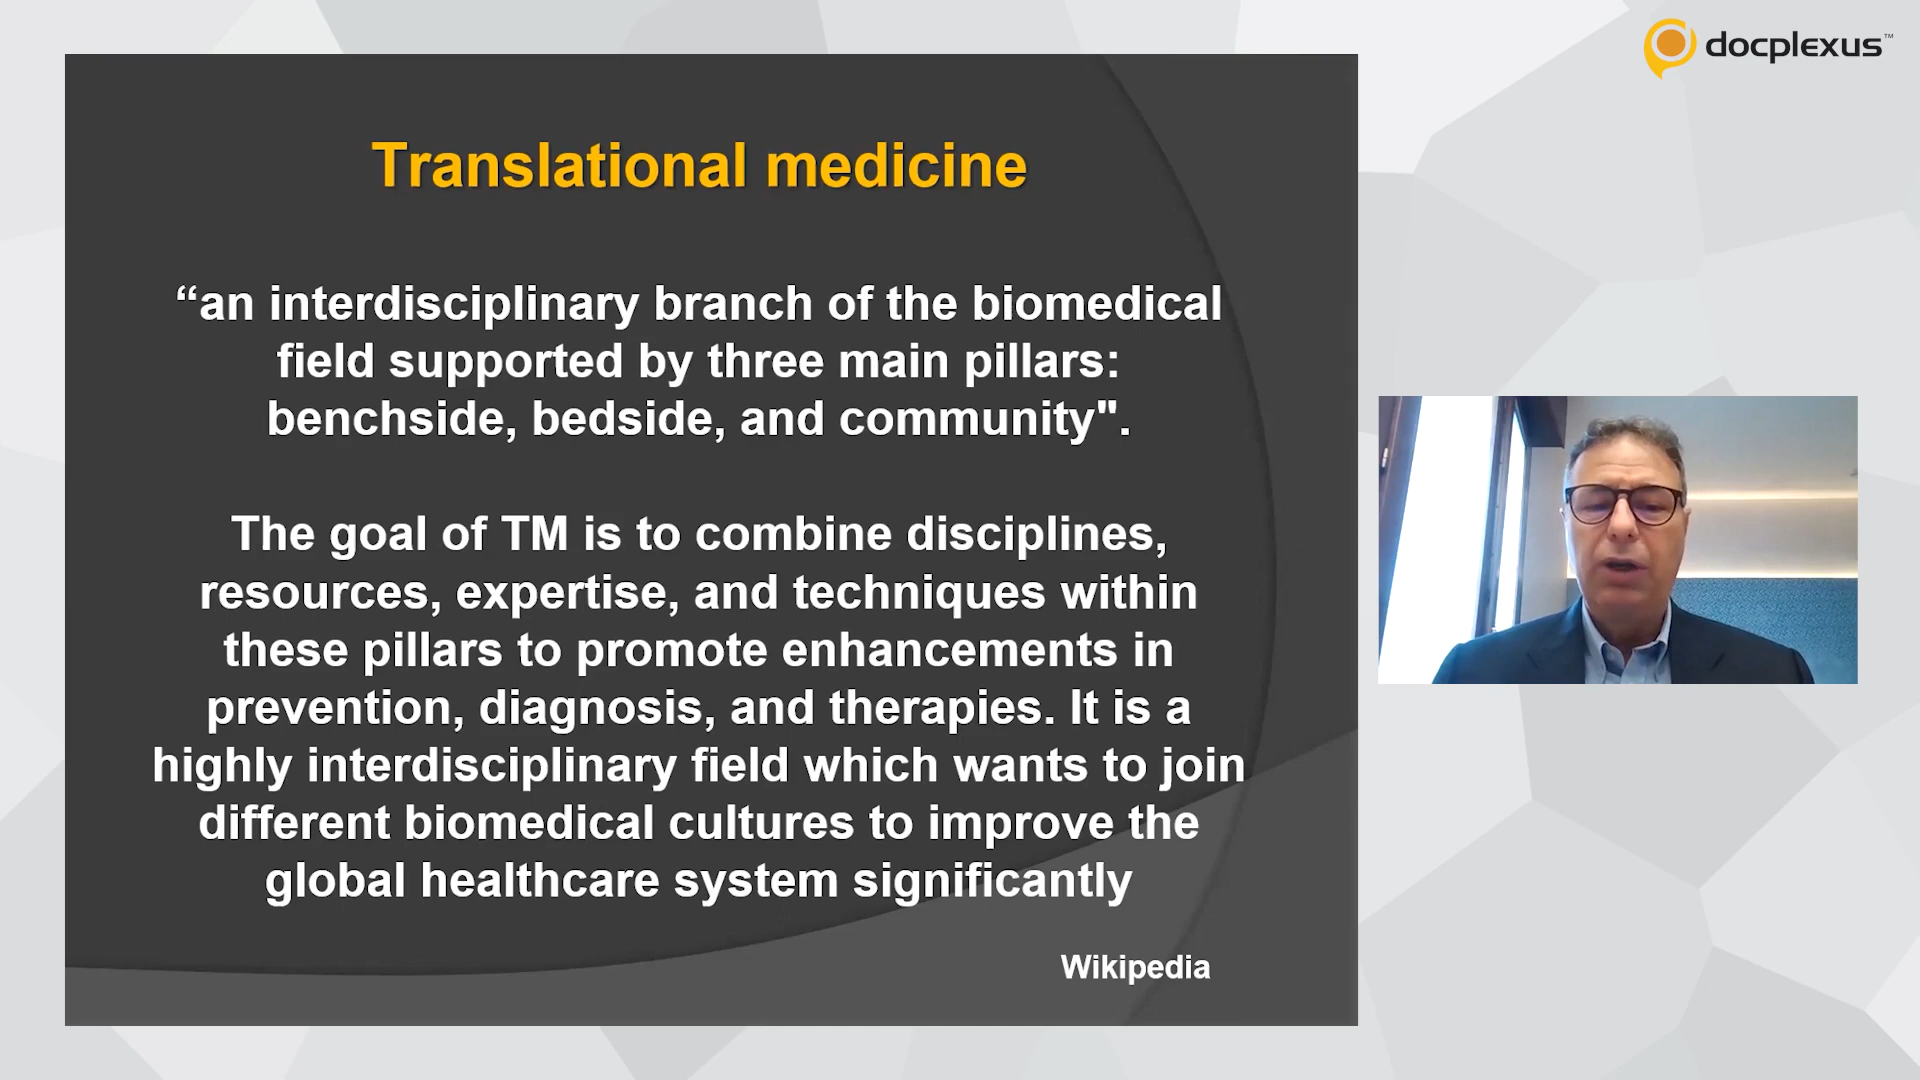 docplexus™
Translational medicine
“an interdisciplinary branch of the biomedical
field supported by three main pillars:
benchside, bedside, and community".
The goal of TM is to combine disciplines,
resources, expertise, and techniques within
these pillars to promote enhancements in
prevention, diagnosis, and therapies. It is a
highly interdisciplinary field which wants to join
different biomedical cultures to improve the
global healthcare system significantly
Wikipedia